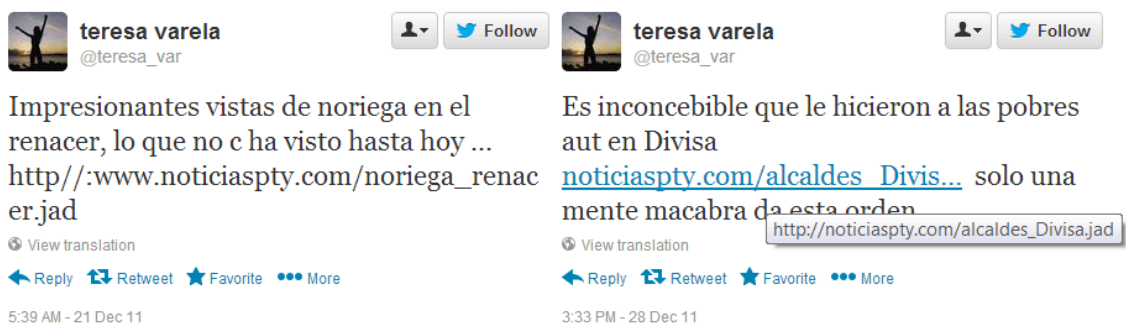 teresa varela
@teresa_var
Follow
Impresionantes vistas de noriega en el
renacer, lo que no c ha visto hasta hoy ...
http//:www.noticiaspty.com/noriega_renac
er.jad
View translation
Reply Retweet Favorite More
5:39 AM - 21 Dec 11
teresa varela
@teresa_var
Follow
Es inconcebible que le hicieron a las pobres
aut en Divisa
noticiaspty.com/alcaldes_Divis... solo una
mente macabra da esta orden
http://noticiaspty.com/alcaldes_Divisa.jad
View translation
Reply Retweet Favorite More
3:33 PM - 28 Dec 11